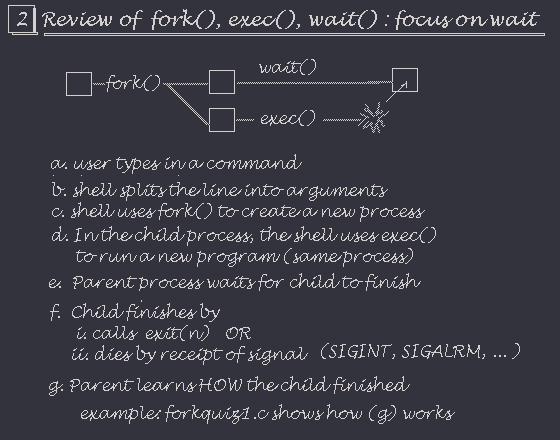 2 Review of fork(), exec(), wait() : focus on wait
wait()
fork()
exec()
a. user types in a command
b. shell splits the line into arguments
c. shell uses fork() to create a new process
d. In the child process, the shell uses exec()
to run a new program (same process)
e. Parent process waits for child to finish
f. Child finishes by
i. calls exit(n) OR
ii. dies by receipt of signal (SIGINT, SIGALRM, ... )
g. Parent learns HOW the child finished
example: forkquiz1.c shows how (g) works